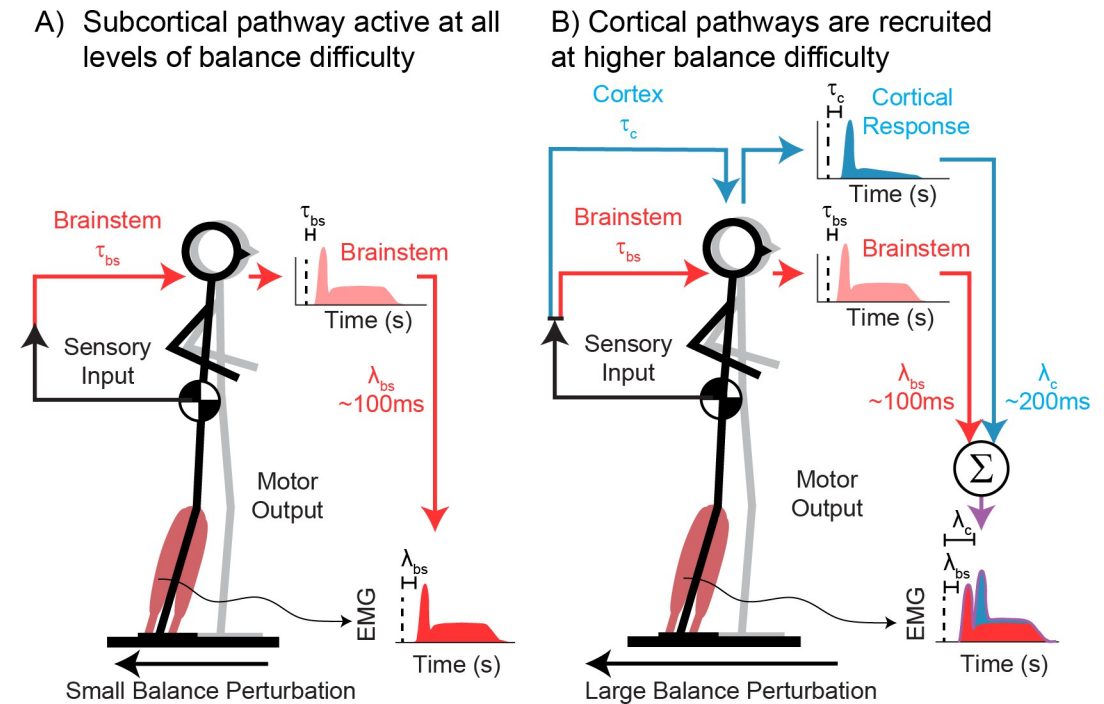 A) Subcortical pathway active at all
levels of balance difficulty
Brainstem
τbs
τbs
Brainstem
Time (s)
Sensory
Input
λbs
~100ms
Motor
Output
λbs
EMG
Time (s)
Small Balance Perturbation
B) Cortical pathways are recruited
at higher balance difficulty
Cortex
τc
τc
Cortical
Response
Time (s)
Brainstem
τbs
τbs
Brainstem
Time (s)
Sensory
Input
λbs
~100ms
λc
~200ms
Σ
Motor
Output
λc
λbs
EMG
Time (s)
Large Balance Perturbation